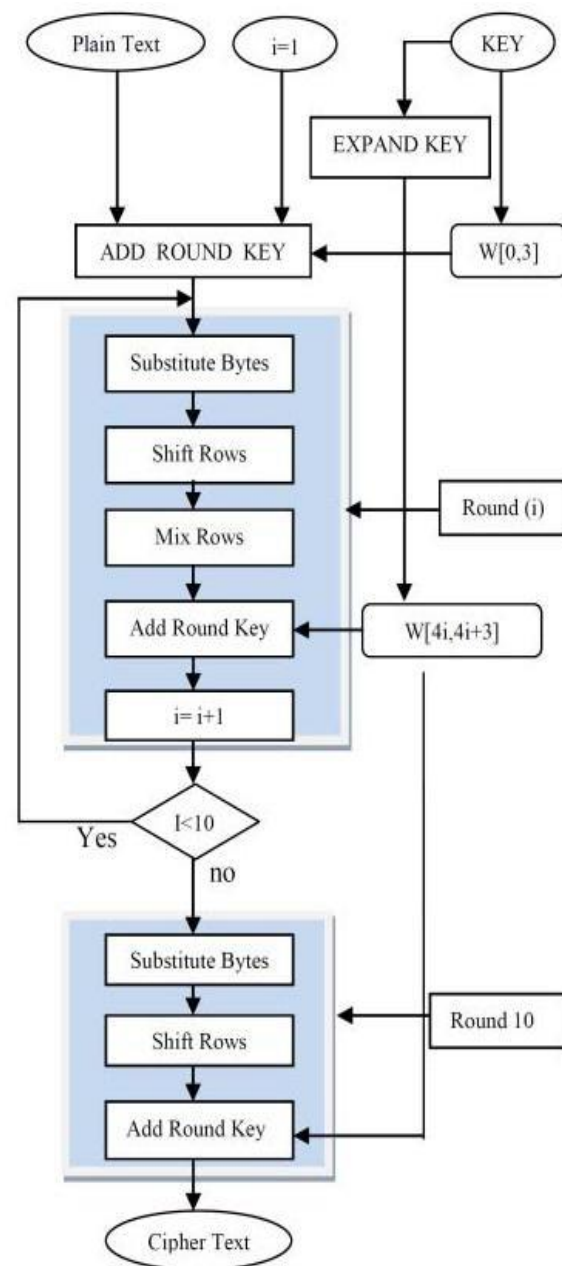 Plain Text
i=1
KEY
EXPAND KEY
ADD ROUND KEY
W[0,3]
Substitute Bytes
Shift Rows
Round (i)
Mix Rows
Add Round Key
W[4i,4i+3]
i= i+1
I<10
Yes
no
Substitute Bytes
Shift Rows
Round 10
Add Round Key
Cipher Text